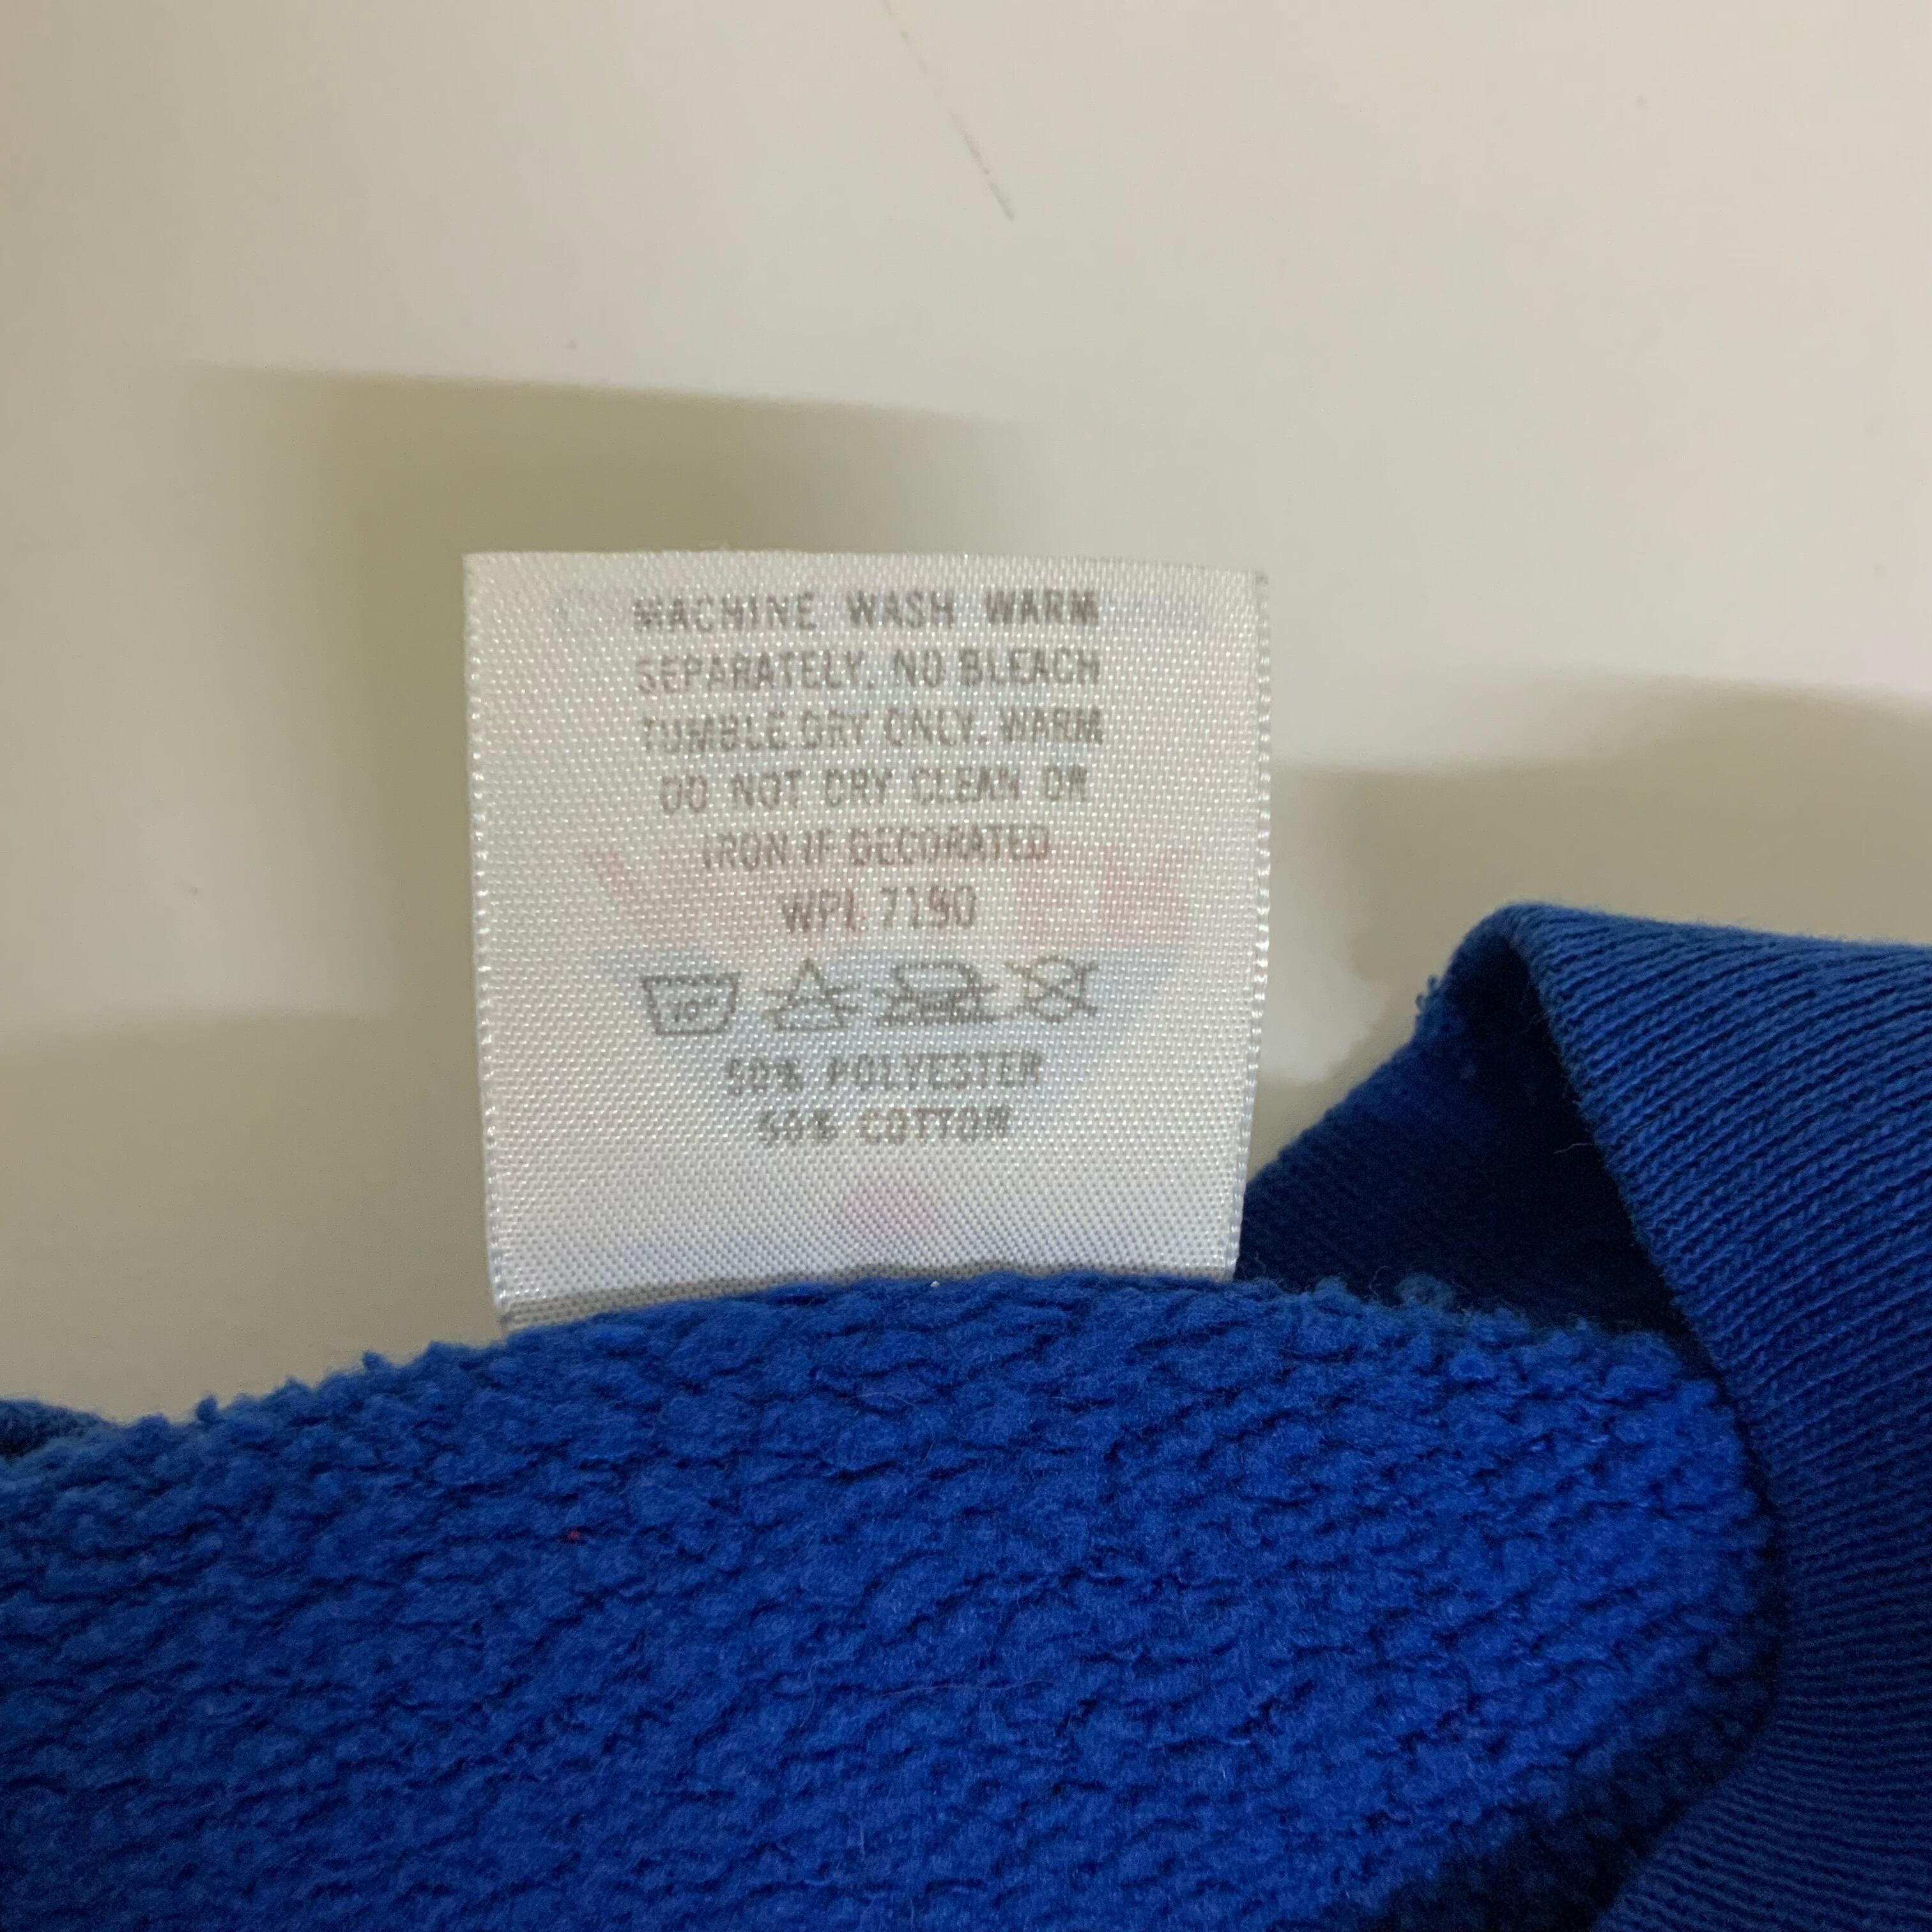 MACHINE WASH WARM
SEPARATELY. NO BLEACH
TUMBLE DRY ONLY. WARM
DO NOT DRY CLEAN OR
IRON IF DECORATED
WPL 7190
50% POLYESTER
50% COTTON